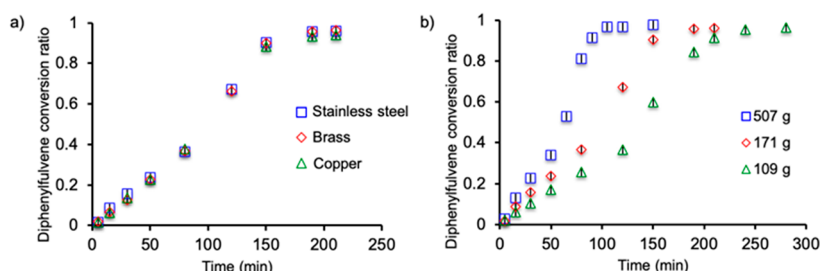 a)
Diphenylfulvene conversion ratio
1
0.8
0.6
0.4
0.2
0
0
50
100
150
200
250
Time (min)
Stainless steel
Brass
Copper
b)
Diphenylfulvene conversion ratio
1
0.8
0.6
0.4
0.2
0
0
50
100
150
200
250
300
Time (min)
507 g
171 g
109 g